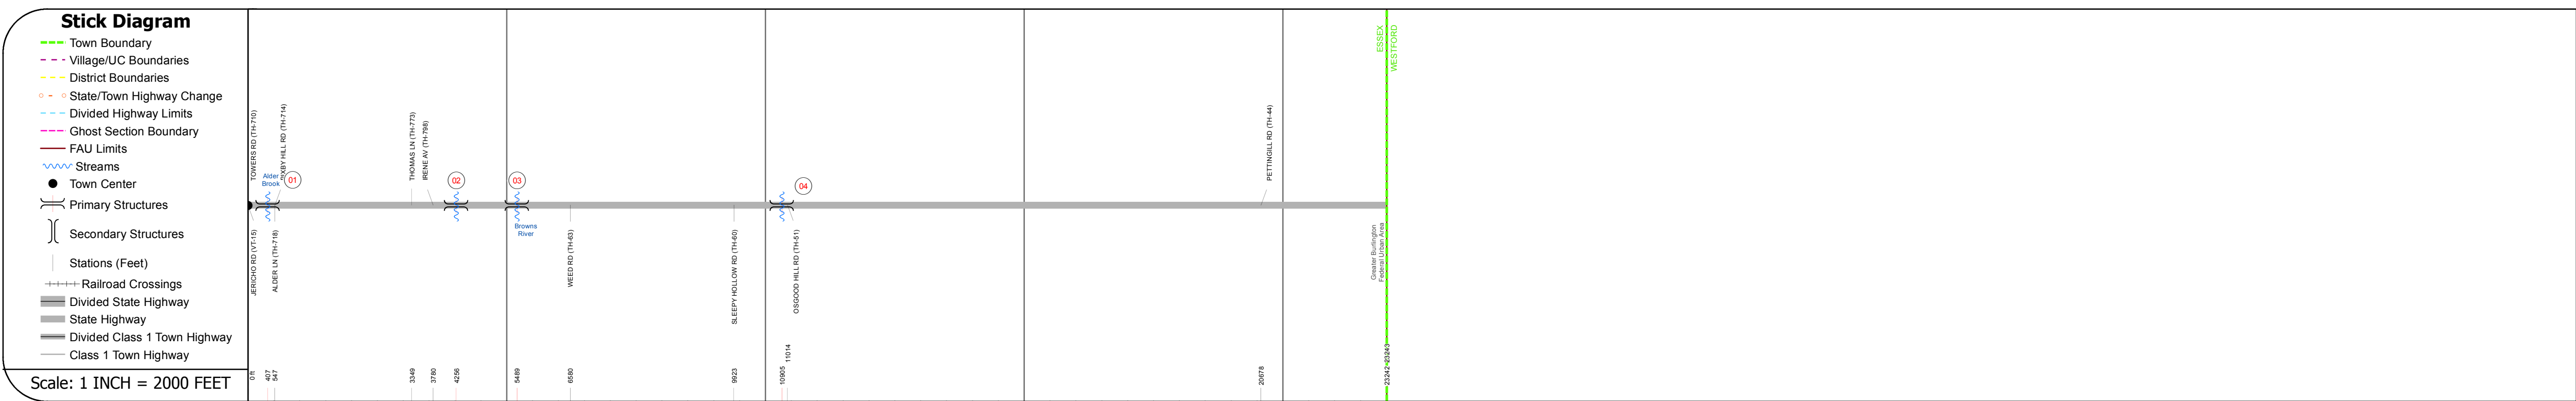 Stick Diagram
Town Boundary
Village/UC Boundaries
District Boundaries
State/Town Highway Change
Divided Highway Limits
Ghost Section Boundary
FAU Limits
Streams
Town Center
Primary Structures
Secondary Structures
Stations (Feet)
Railroad Crossings
Divided State Highway
State Highway
Divided Class 1 Town Highway
Class 1 Town Highway
Scale: 1 INCH = 2000 FEET
TOWERS RD (TH-710)
HILL RD (TH-714)
THOMAS LN (TH-773)
IRENE AV (TH-798)
PETTINGILL RD (TH-44)
ESSEX
WESTFORD
Alder
Brook
01
02
03
04
Browns
River
JERICHO RD (VT-15)
ALDER LN (TH-718)
WEED RD (TH-63)
SLEEPY HOLLOW RD (TH-60)
OSGOOD HILL RD (TH-51)
Greater Burlington
Federal Urban Area
0 ft
407
547
3349
3780
4256
5489
6580
9923
10905
11014
20678
23242
23243